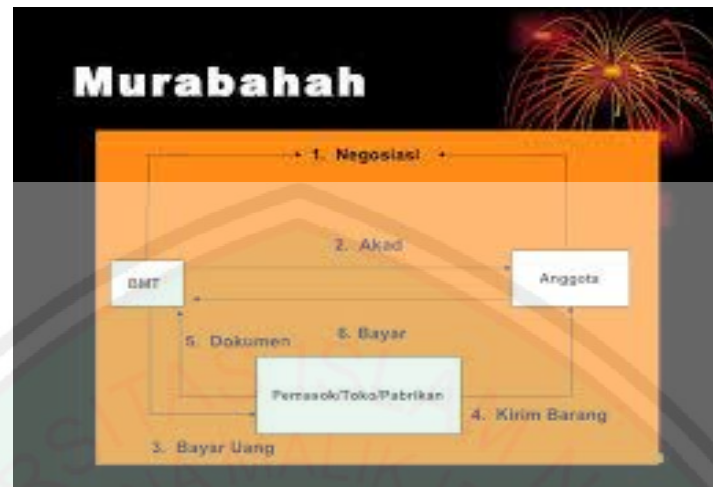 Murabahah
1. Negosiasi
2. Akad
BMT
Anggota
5. Dokumen
6. Bayar
Pemasok/Toko/Pabrikan
4. Kirim Barang
3. Bayar Uang